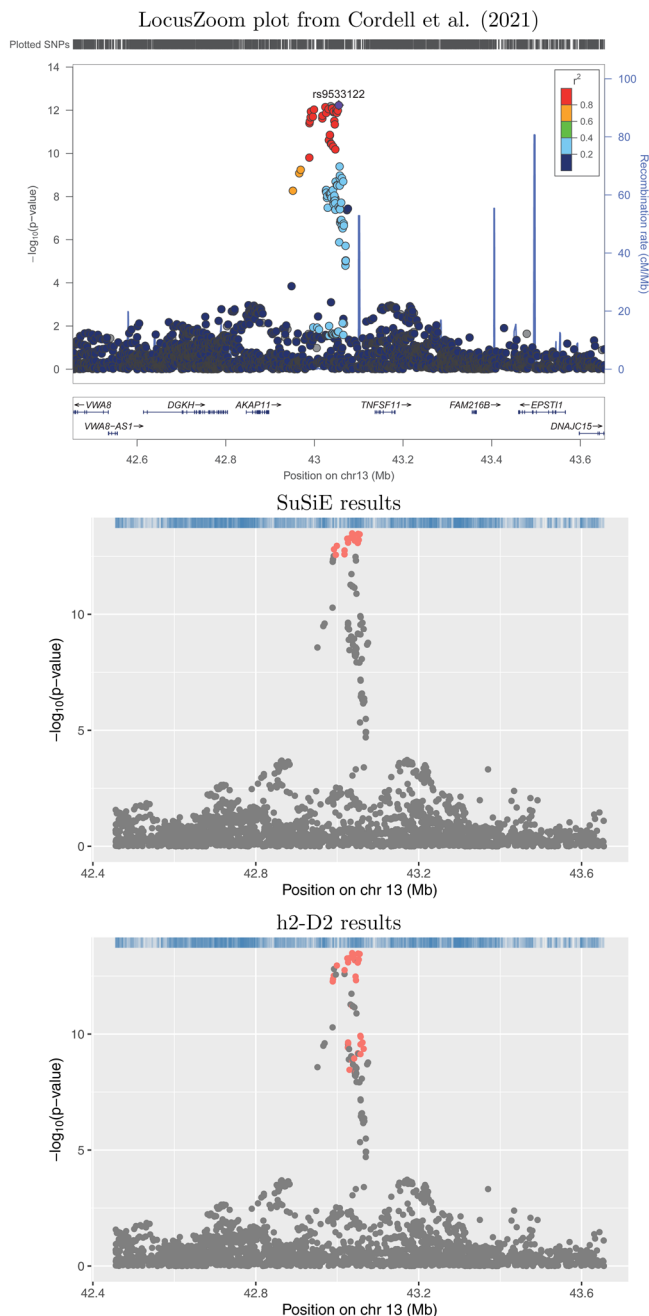 LocusZoom plot from Cordell et al. (2021)
Plotted SNPs
14
12
10
8
6
4
2
0
−log10(p−value)
rs9533122
r2
0.8
0.6
0.4
0.2
100
80
60
40
20
0
Recombination rate (cM/Mb)
VWA8
DGKH
AKAP11
TNFSF11
FAM216B
EPSTI1
VWA8−AS1
DNAJC15
42.6
42.8
43
43.2
43.4
43.6
Position on chr13 (Mb)
SuSiE results
10
5
0
−log10(p−value)
42.4
42.8
43.2
43.6
Position on chr 13 (Mb)
h2-D2 results
10
5
0
−log10(p−value)
42.4
42.8
43.2
43.6
Position on chr 13 (Mb)